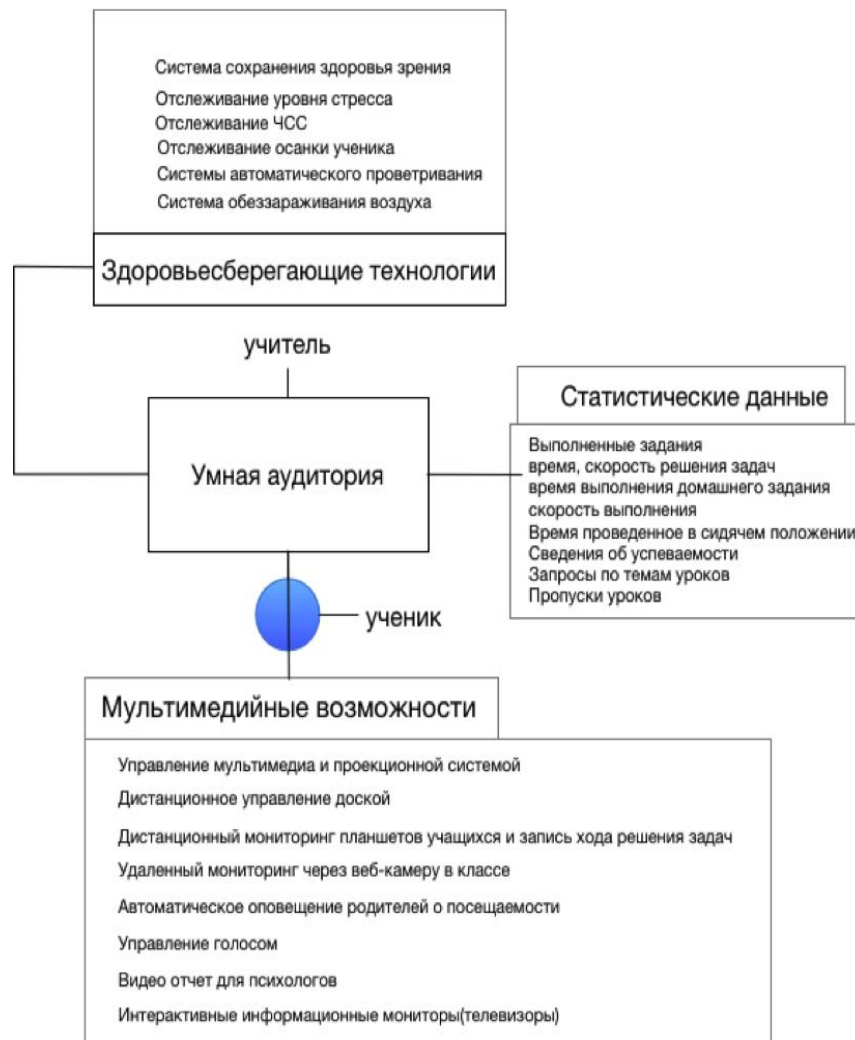 Система сохранения здоровья зрения
Отслеживание уровня стресса
Отслеживание ЧСС
Отслеживание осанки ученика
Системы автоматического проветривания
Система обеззараживания воздуха
Здоровьесберегающие технологии
учитель
Умная аудитория
Статистические данные
Выполненные задания
время, скорость решения задач
время выполнения домашнего задания
скорость выполнения
Время проведенное в сидячем положении
Сведения об успеваемости
Запросы по темам уроков
Пропуски уроков
ученик
Мультимедийные возможности
Управление мультимедиа и проекционной системой
Дистанционное управление доской
Дистанционный мониторинг планшетов учащихся и запись хода решения задач
Удаленный мониторинг через веб-камеру в классе
Автоматическое оповещение родителей о посещаемости
Управление голосом
Видео отчет для психологов
Интерактивные информационные мониторы(телевизоры)